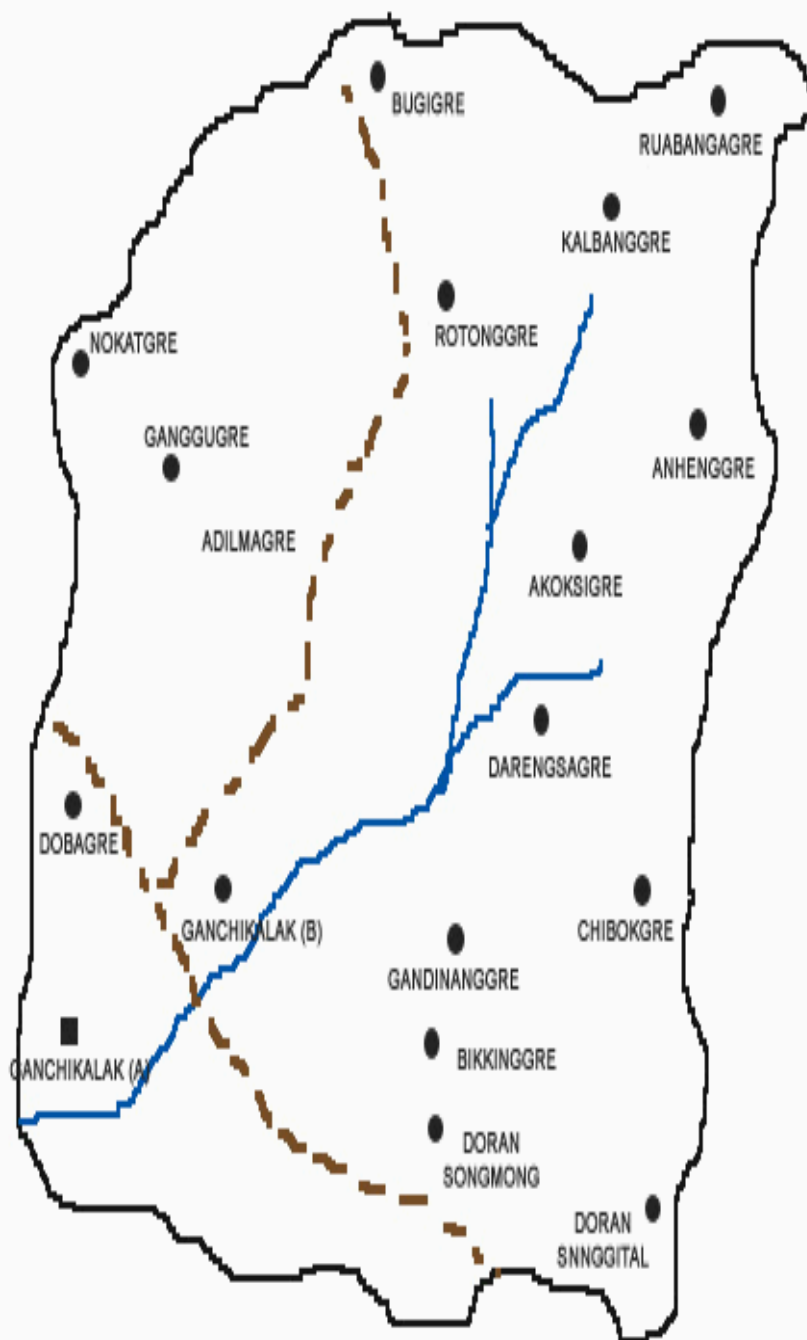 BUGIGRE
RUABANGAGRE
KALBANGGRE
ROTONGGRE
NOKATGRE
GANGGUGRE
ANHENGGRE
ADILMAGRE
AKOKSIGRE
DARENGSAGRE
DOBAGRE
GANCHIKALAK (B)
CHIBOKGRE
GANDINANGGRE
GANCHIKALAK (A)
BIKKINGGRE
DORAN
SONGMONG
DORAN
SNNGGITAL